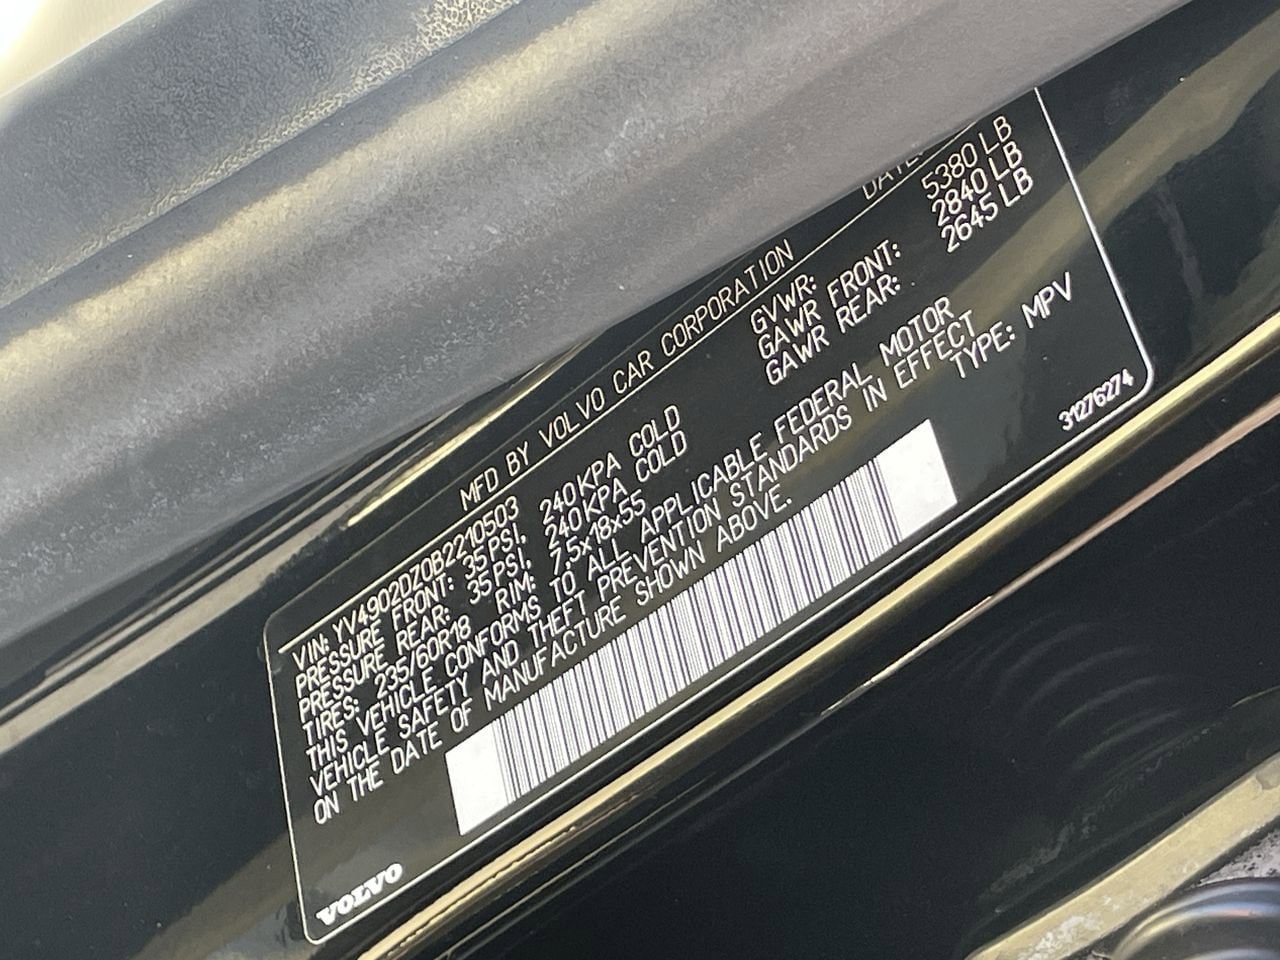 MFD BY VOLVO CAR CORPORATION DATE:
VIN: YV4902DZ0B2210503
PRESSURE FRONT: 35 PSI, 240 KPA COLD GVWR: 5380 LB
PRESSURE REAR: 35 PSI, 240 KPA COLD GAWR FRONT: 2840 LB
TIRES: 235/60R18 RIM: 7.5x18x55 GAWR REAR: 2645 LB
THIS VEHICLE CONFORMS TO ALL APPLICABLE FEDERAL MOTOR
VEHICLE SAFETY AND THEFT PREVENTION STANDARDS IN EFFECT
ON THE DATE OF MANUFACTURE SHOWN ABOVE. TYPE: MPV
VOLVO
31276274